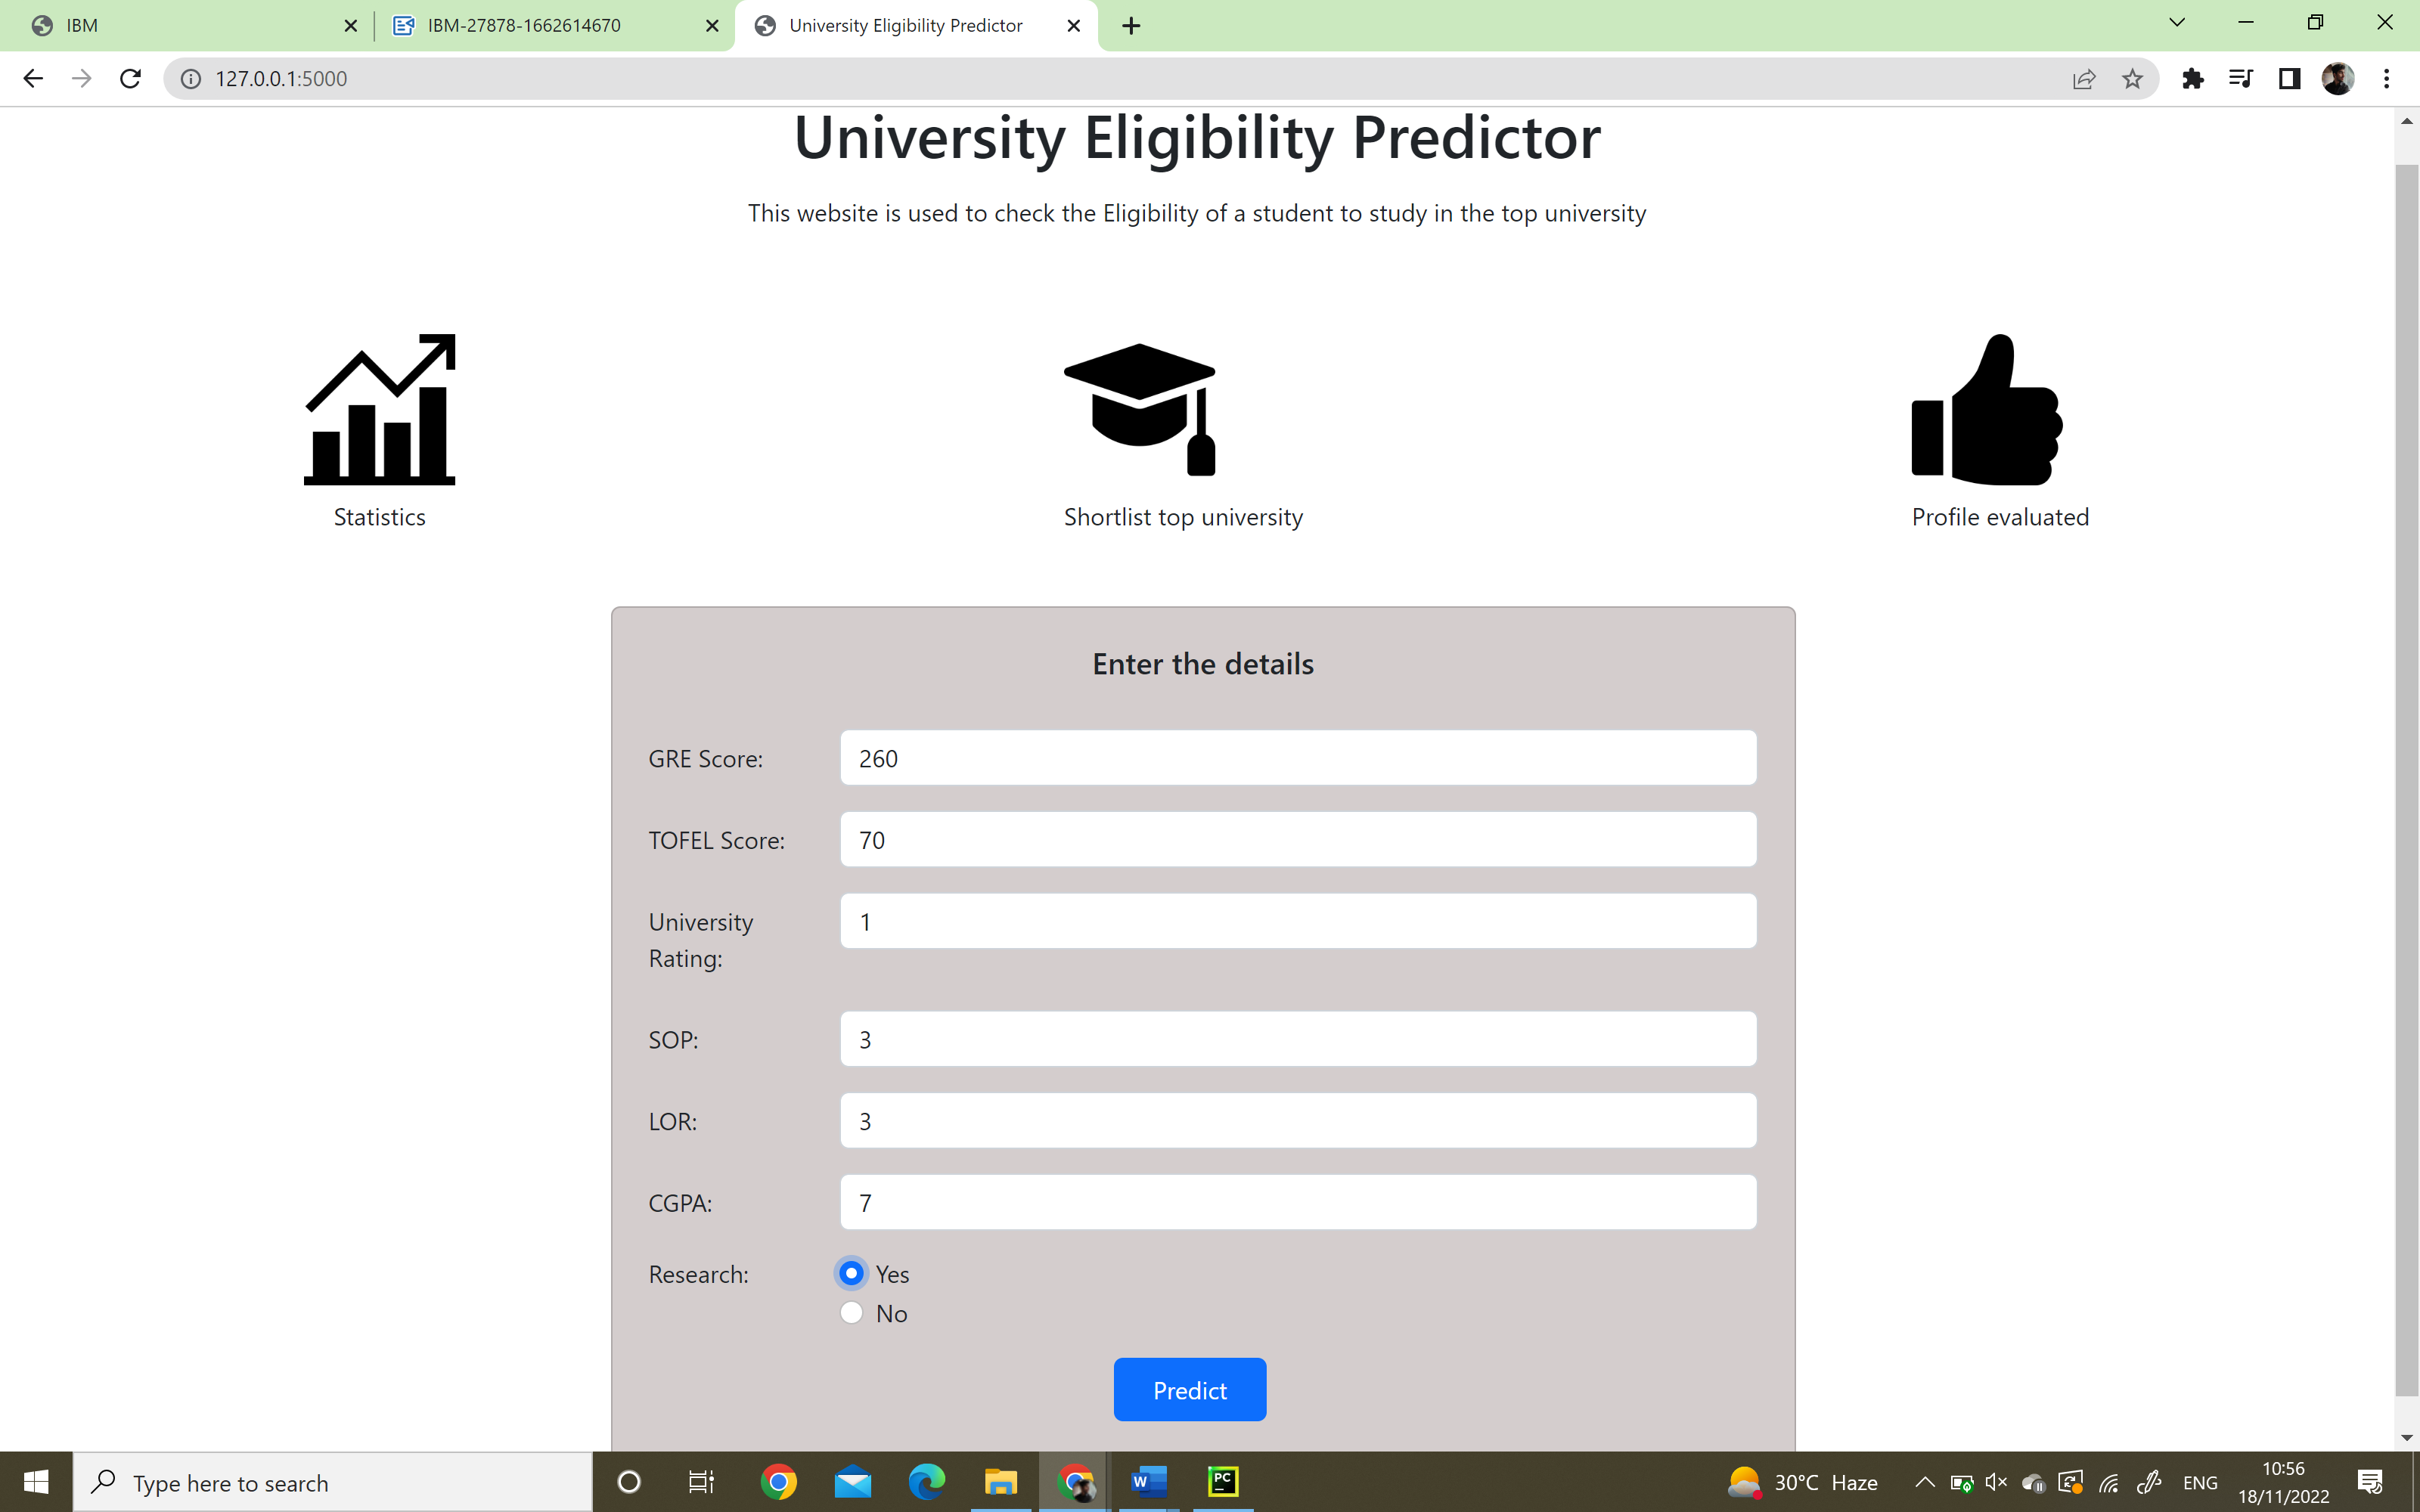 IBM
IBM-27878-1662614670
University Eligibility Predictor
127.0.0.1:5000
University Eligibility Predictor
This website is used to check the Eligibility of a student to study in the top university
Statistics
Shortlist top university
Profile evaluated
Enter the details
GRE Score:
260
TOFEL Score:
70
University
Rating:
1
SOP:
3
LOR:
3
CGPA:
7
Research:
Yes
No
Predict
Type here to search
W
PC
30°C Haze
ENG
10:56
18/11/2022